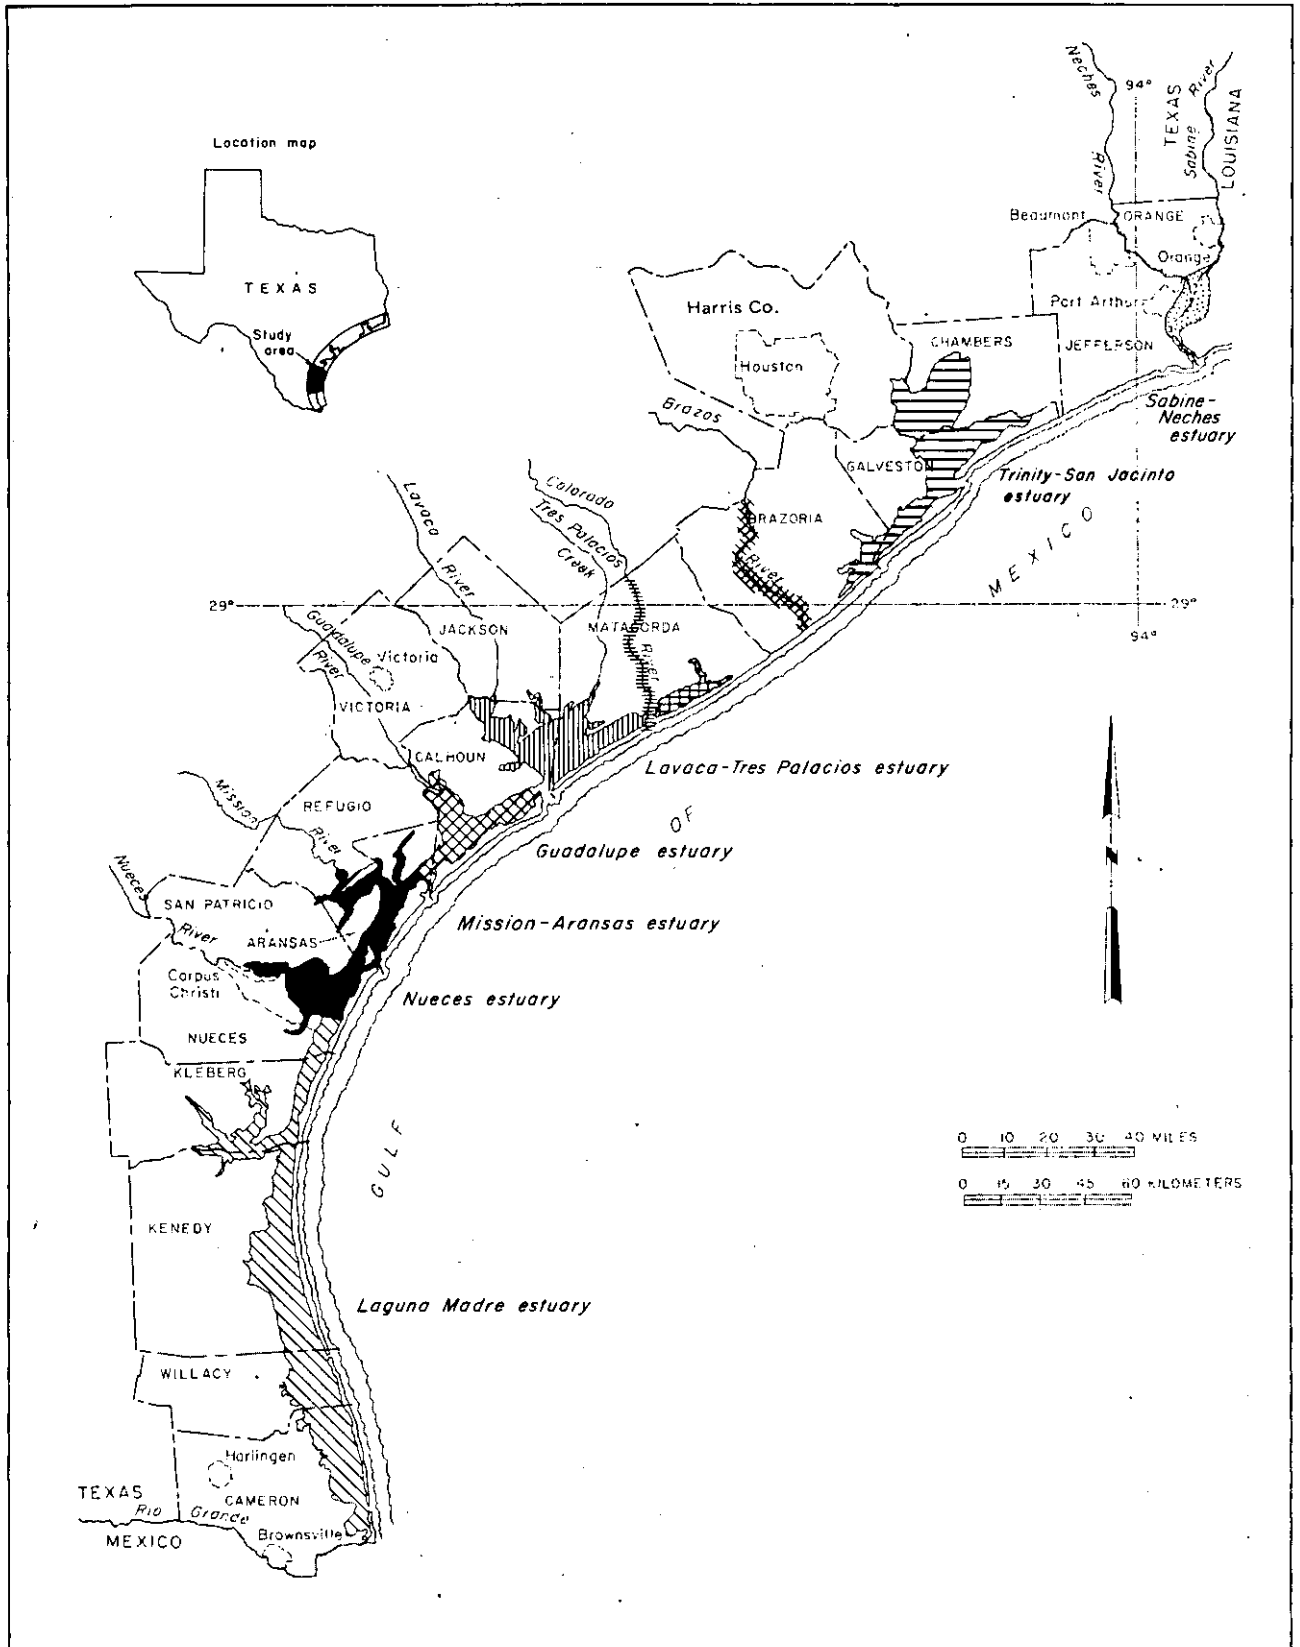 Location map
TEXAS
Study
area
Neches
River
94°
TEXAS
Sabine River
LOUISIANA
Beaumont
ORANGE
Orange
Port Arthur
JEFFERSON
Harris Co.
Houston
CHAMBERS
Sabine-
Neches
estuary
Brazos
River
GALVESTON
Trinity-San Jacinto
estuary
BRAZORIA
Colorado
River
Tres Palacios
Creek
Lavaca
River
29°
29°
94°
GULF
OF
MEXICO
JACKSON
MATAGORDA
Guadalupe
River
Victoria
VICTORIA
CALHOUN
Lavaca-Tres Palacios estuary
Mission
River
REFUGIO
Guadalupe estuary
Nueces
River
SAN PATRICIO
ARANSAS
Mission-Aransas estuary
Corpus
Christi
Nueces estuary
NUECES
KLEBERG
0 10 20 30 40 MILES
0 15 30 45 60 KILOMETERS
KENEDY
Laguna Madre estuary
WILLACY
Harlingen
CAMERON
TEXAS
Rio Grande
MEXICO
Brownsville